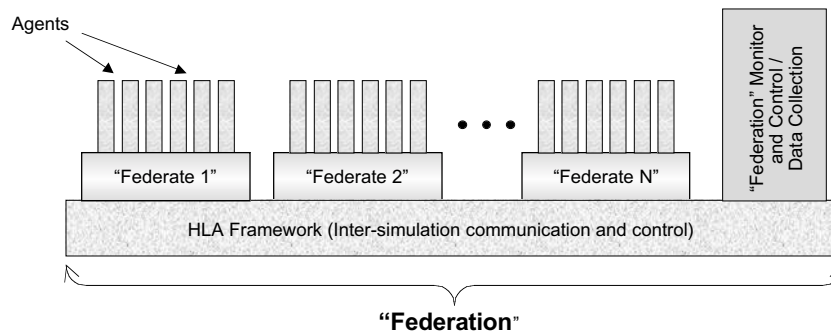 Agents
“Federation” Monitor
and Control /
Data Collection
“Federate 1”
“Federate 2”
“Federate N”
HLA Framework (Inter-simulation communication and control)
“Federation”